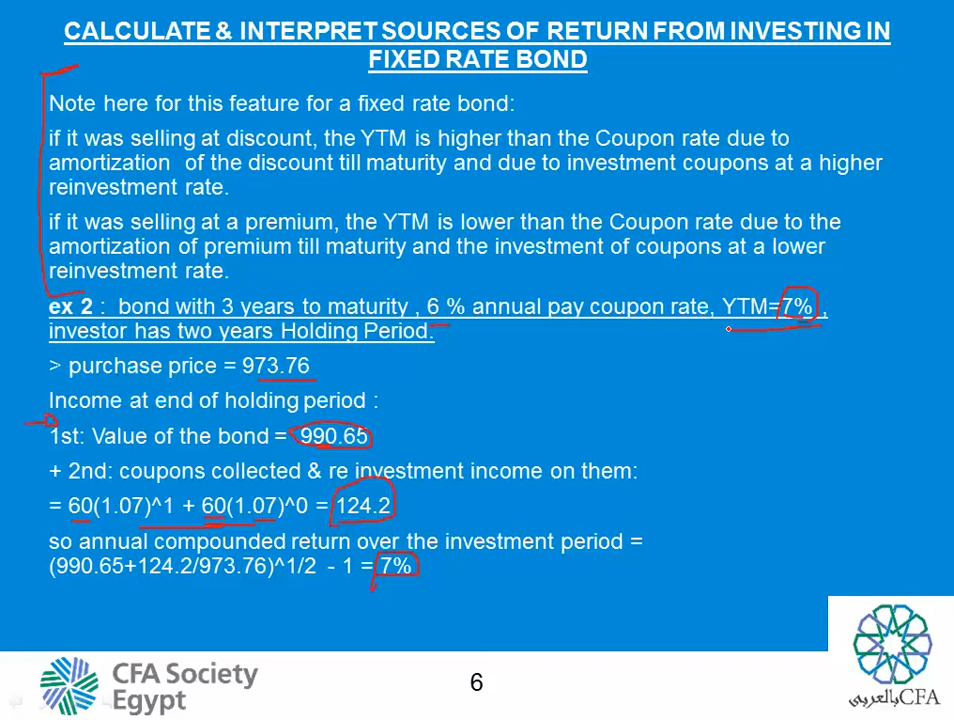 CALCULATE & INTERPRET SOURCES OF RETURN FROM INVESTING IN
FIXED RATE BOND
Note here for this feature for a fixed rate bond:
if it was selling at discount, the YTM is higher than the Coupon rate due to
amortization of the discount till maturity and due to investment coupons at a higher
reinvestment rate.
if it was selling at a premium, the YTM is lower than the Coupon rate due to the
amortization of premium till maturity and the investment of coupons at a lower
reinvestment rate.
ex 2 : bond with 3 years to maturity , 6 % annual pay coupon rate, YTM=7% ,
investor has two years Holding Period.
> purchase price = 973.76
Income at end of holding period :
1st: Value of the bond = 990.65
+ 2nd: coupons collected & re investment income on them:
= 60(1.07)^1 + 60(1.07)^0 = 124.2
so annual compounded return over the investment period =
(990.65+124.2/973.76)^1/2 - 1 = 7%
CFA Society
Egypt
6
CFA بالعربي